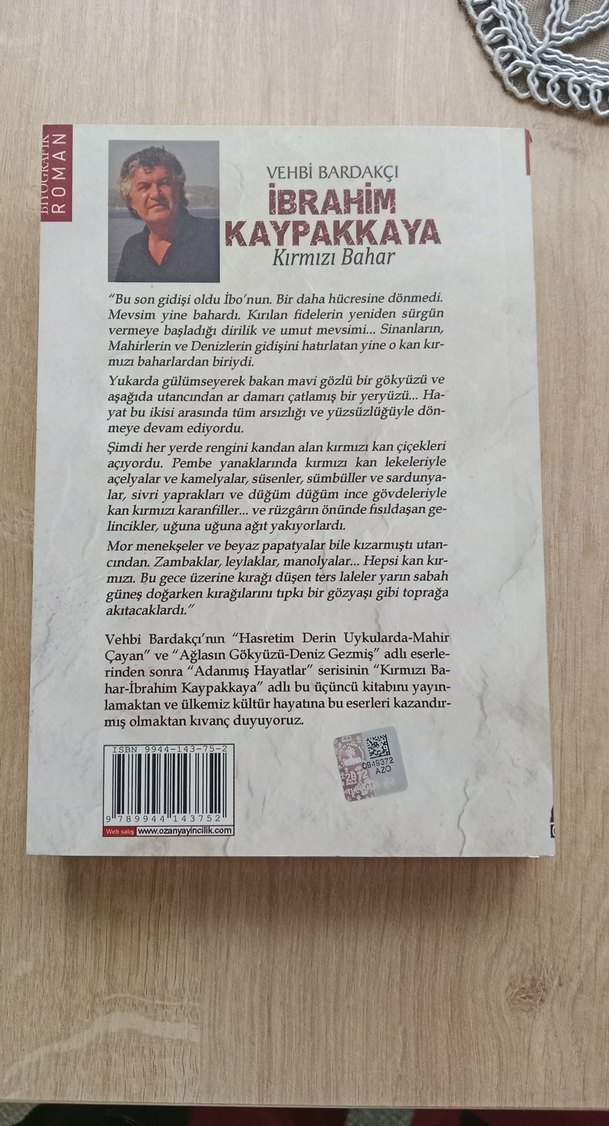 BİYOGRAFİK
ROMAN
VEHBİ BARDAKÇI
İBRAHİM
KAYPAKKAYA
Kırmızı Bahar
“Bu son gidişi oldu İbo’nun. Bir daha hücresine dönmedi.
Mevsim yine bahardı. Kırılan fidelerin yeniden sürgün
vermeye başladığı dirilik ve umut mevsimi... Sinanların,
Mahirlerin ve Denizlerin gidişini hatırlatan yine o kan kır-
mızı baharlardan biriydi.
Yukarda gülümseyerek bakan mavi gözlü bir gökyüzü ve
aşağıda utancından ar damarı çatlamış bir yeryüzü... Ha-
yat bu ikisi arasında tüm arsızlığı ve yüzsüzlüğüyle dön-
meye devam ediyordu.
Şimdi her yerde rengini kandan alan kırmızı kan çiçekleri
açıyordu. Pembe yanaklarında kırmızı kan lekeleriyle
açelyalar ve kamelyalar, süsenler, sümbüller ve sardunya-
lar, sivri yaprakları ve düğüm düğüm ince gövdeleriyle
kan kırmızı karanfiller... ve rüzgârın önünde fısıldaşan ge-
lincikler, uğuna uğuna ağıt yakıyorlardı.
Mor menekşeler ve beyaz papatyalar bile kızarmıştı utan-
cından. Zambaklar, leylaklar, manolyalar... Hepsi kan kır-
mızı. Bu gece üzerine kırağı düşen ters laleler yarın sabah
güneş doğarken kırağılarını tıpkı bir gözyaşı gibi toprağa
akıtacaklardı.”
Vehbi Bardakçı’nın “Hasretim Derin Uykularda-Mahir
Çayan” ve “Ağlasın Gökyüzü-Deniz Gezmiş” adlı eserle-
rinden sonra “Adanmış Hayatlar” serisinin “Kırmızı Ba-
har-İbrahim Kaypakkaya” adlı bu üçüncü kitabını yayın-
lamaktan ve ülkemiz kültür hayatına bu eserleri kazandır-
mış olmaktan kıvanç duyuyoruz.
ISBN 9944-143-75-2
9 789944 143752
Web satış www.ozanyayincilik.com
0949372
AZO